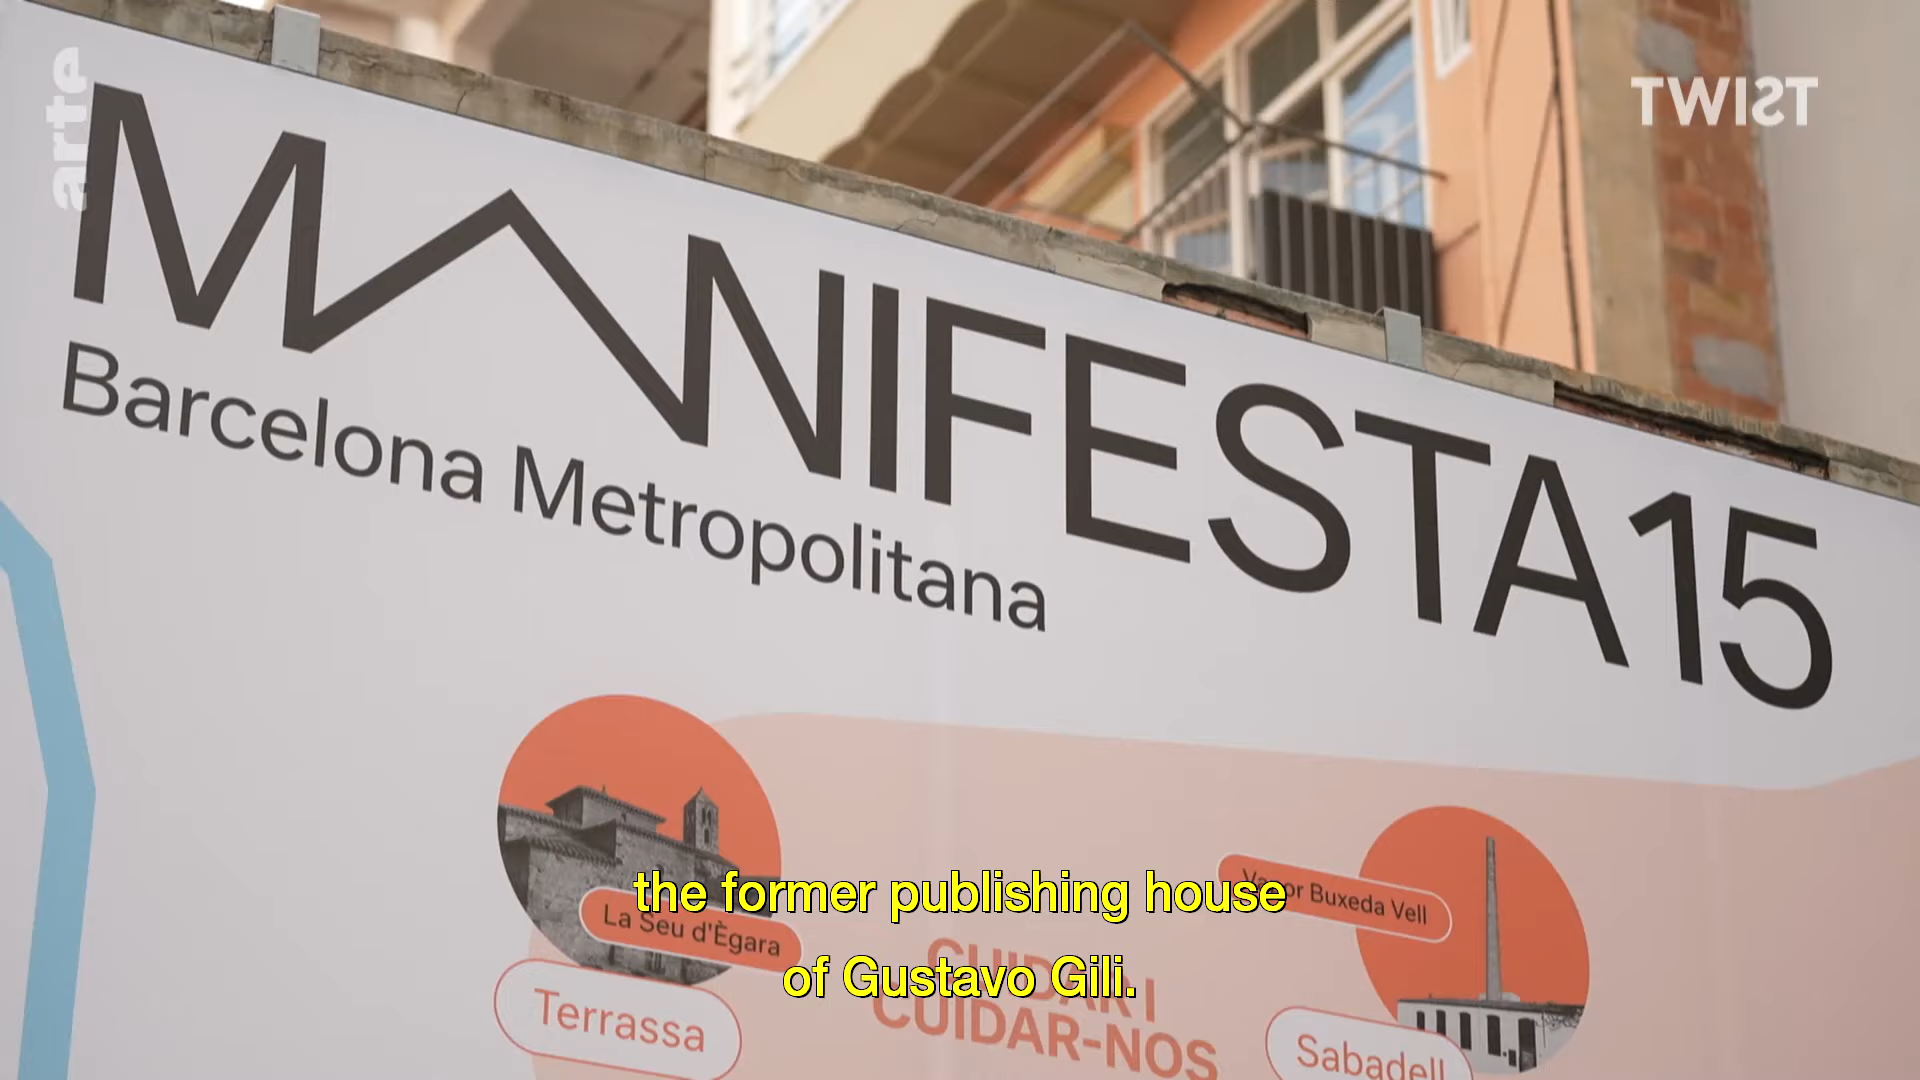 arte
TWIST
MANIFESTA15
Barcelona Metropolitana
La Seu d'Ègara
Terrassa
Vapor Buxeda Vell
Sabadell
CUIDAR I
CUIDAR-NOS
the former publishing house
of Gustavo Gili.